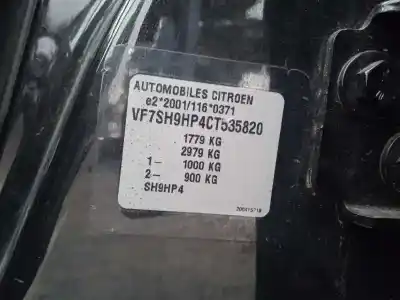 AUTOMOBILES CITROEN
e2*2001/116*0371
VF7SH9HP4CT535820
1779 KG
2979 KG
1- 1000 KG
2- 900 KG
SH9HP4